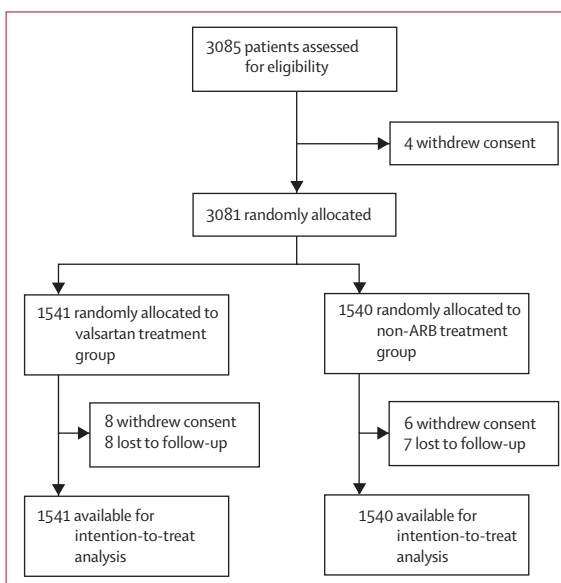 3085 patients assessed
for eligibility
4 withdrew consent
3081 randomly allocated
1541 randomly allocated to
valsartan treatment
group
1540 randomly allocated to
non-ARB treatment
group
8 withdrew consent
8 lost to follow-up
6 withdrew consent
7 lost to follow-up
1541 available for
intention-to-treat
analysis
1540 available for
intention-to-treat
analysis